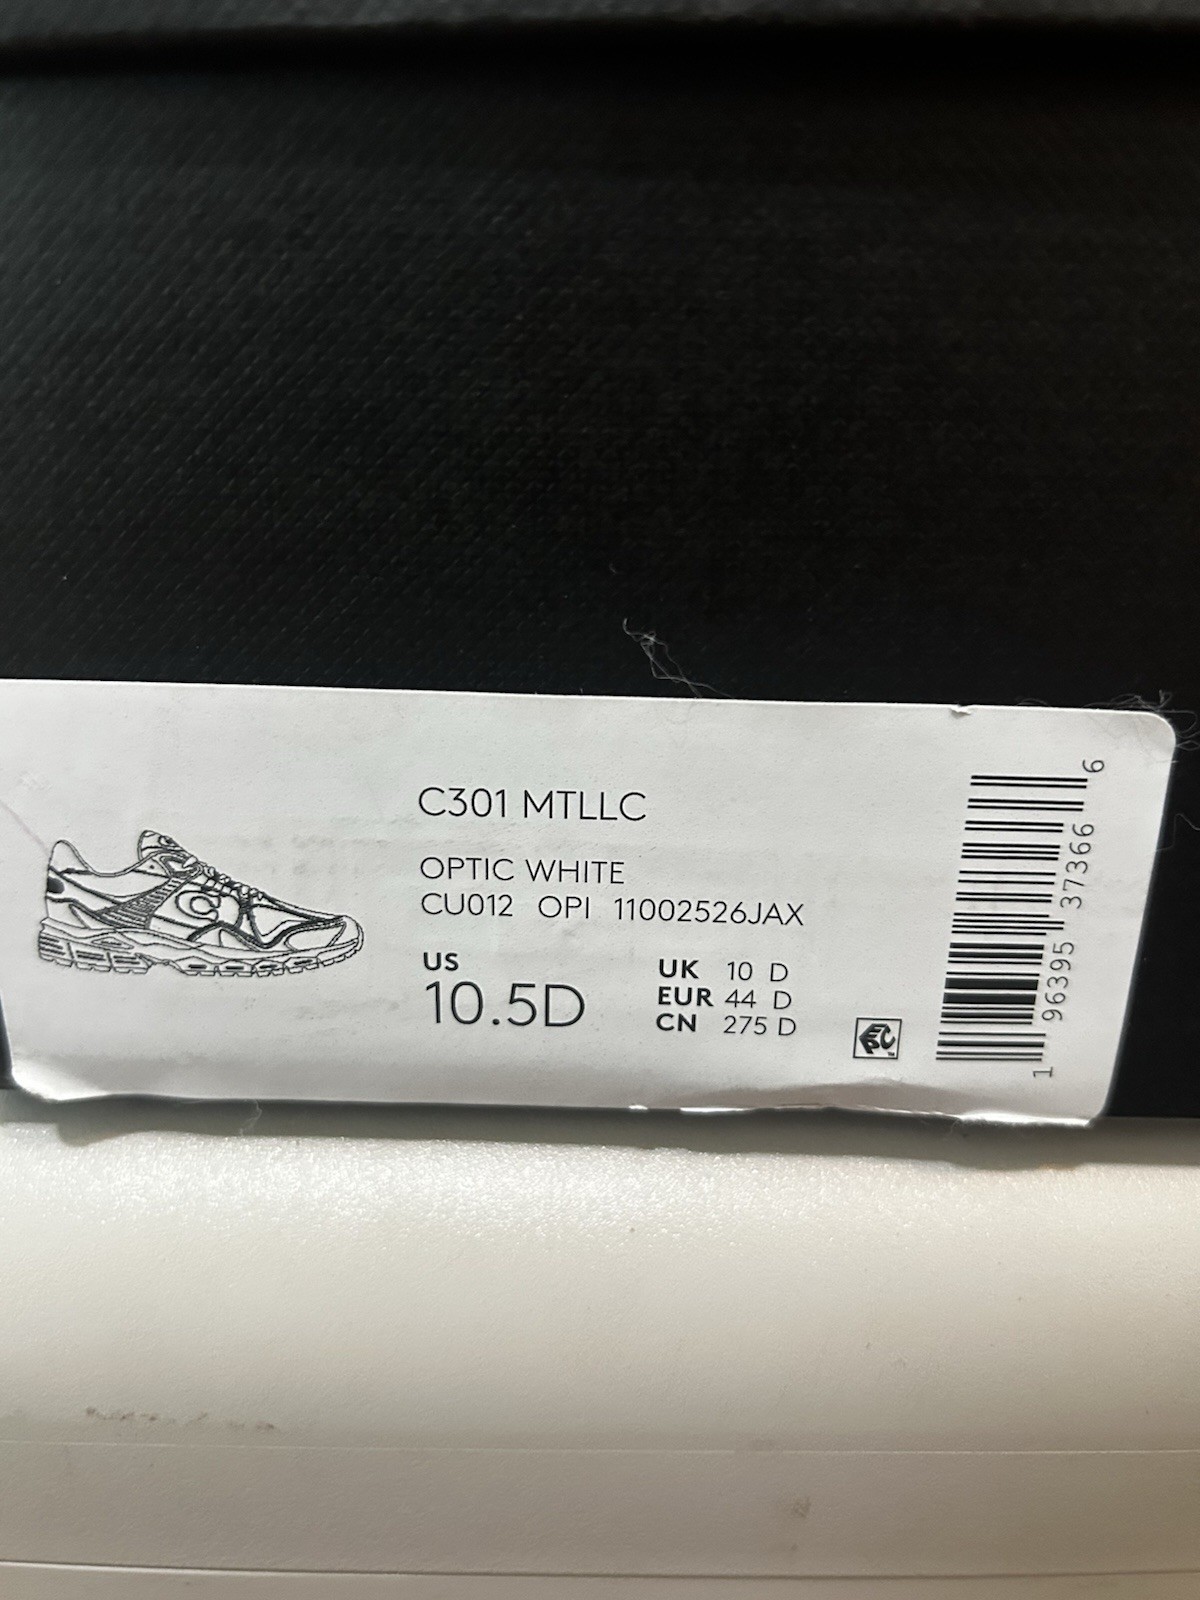 C301 MTLLC
OPTIC WHITE
CU012 OPI 11002526JAX
US
10.5D
UK 10 D
EUR 44 D
CN 275 D
EPC
1 96395 37366 6